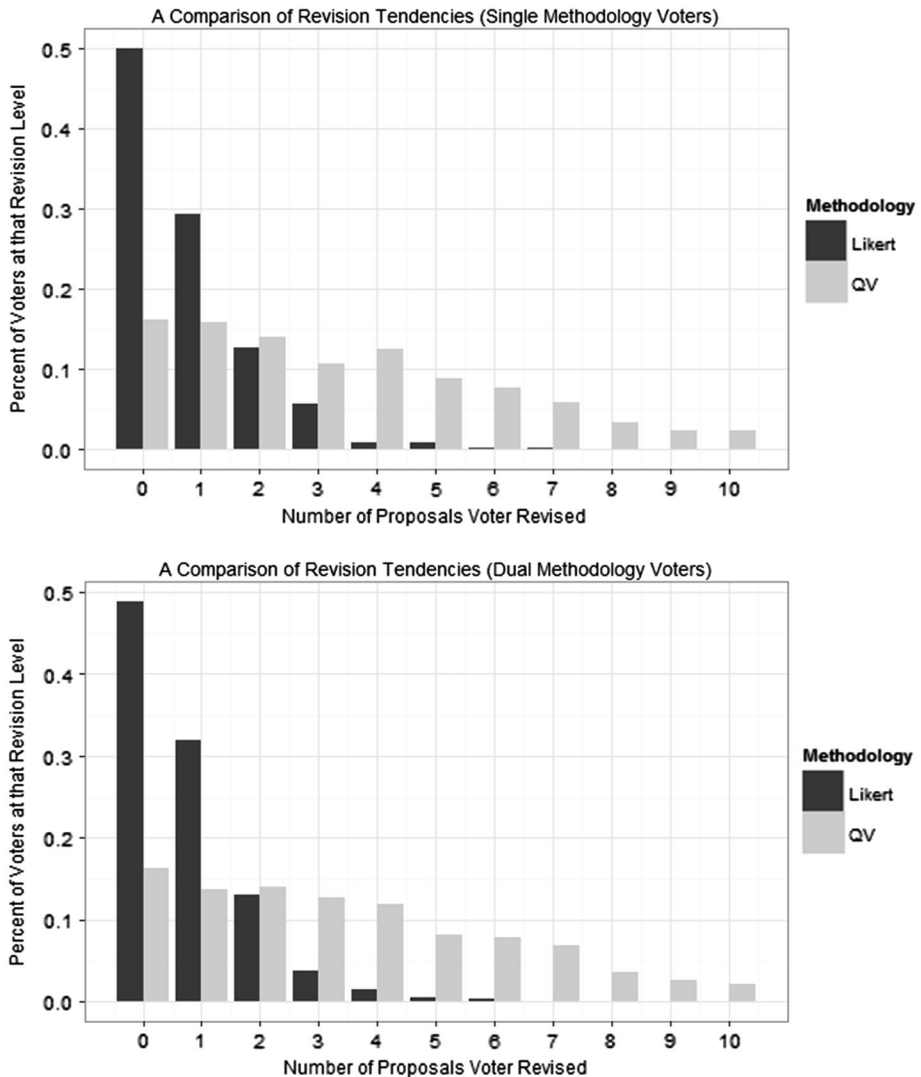 A Comparison of Revision Tendencies (Single Methodology Voters)
Percent of Voters at that Revision Level
0.5
0.4
0.3
0.2
0.1
0.0
0 1 2 3 4 5 6 7 8 9 10
Number of Proposals Voter Revised
Methodology
Likert
QV
A Comparison of Revision Tendencies (Dual Methodology Voters)
Percent of Voters at that Revision Level
0.5
0.4
0.3
0.2
0.1
0.0
0 1 2 3 4 5 6 7 8 9 10
Number of Proposals Voter Revised
Methodology
Likert
QV